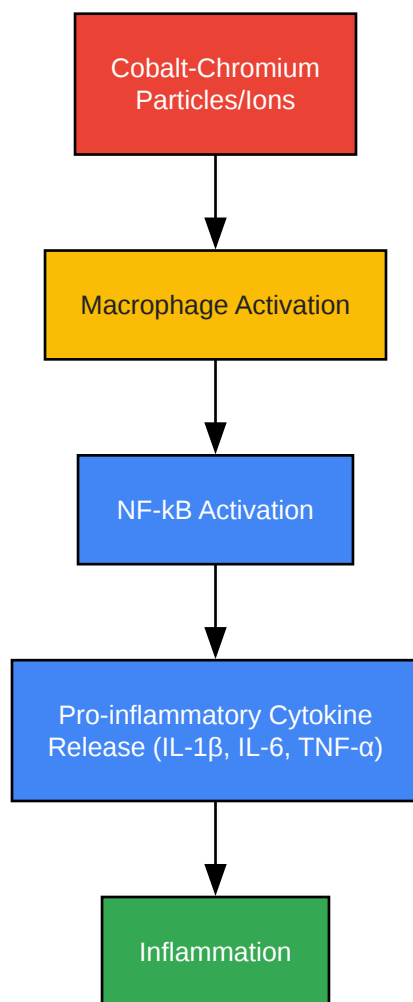 Cobalt-Chromium
Particles/Ions
Macrophage Activation
NF-kB Activation
Pro-inflammatory Cytokine
Release (IL-1β, IL-6, TNF-α)
Inflammation